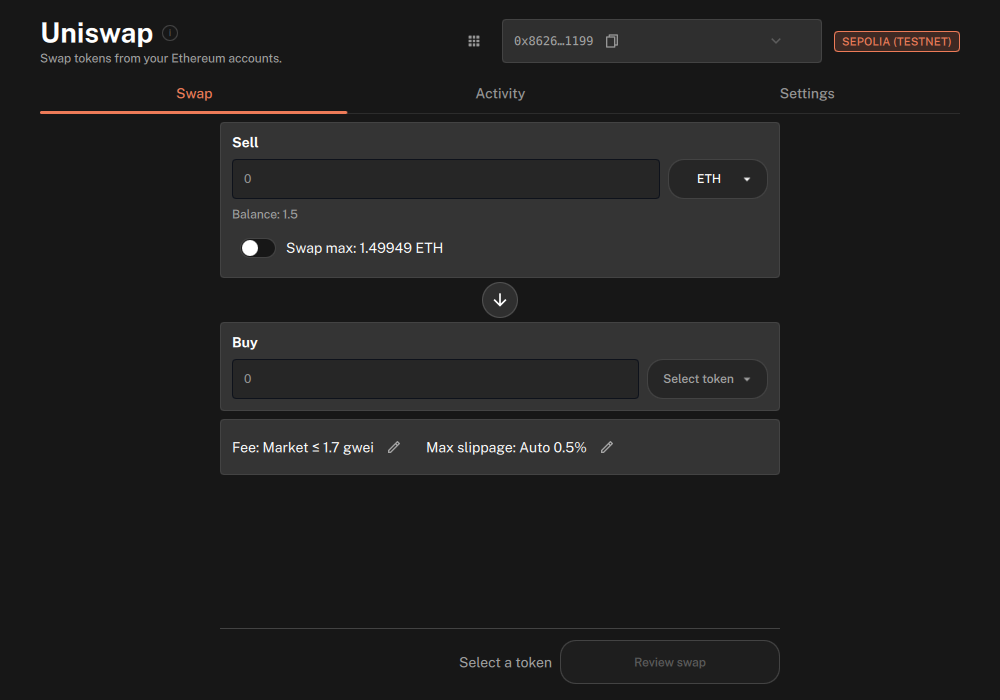 Uniswap
Swap tokens from your Ethereum accounts.
0x8626…1199
SEPOLIA (TESTNET)
Swap
Activity
Settings
Sell
0
ETH
Balance: 1.5
Swap max: 1.49949 ETH
Buy
0
Select token
Fee: Market ≤ 1.7 gwei
Max slippage: Auto 0.5%
Select a token
Review swap